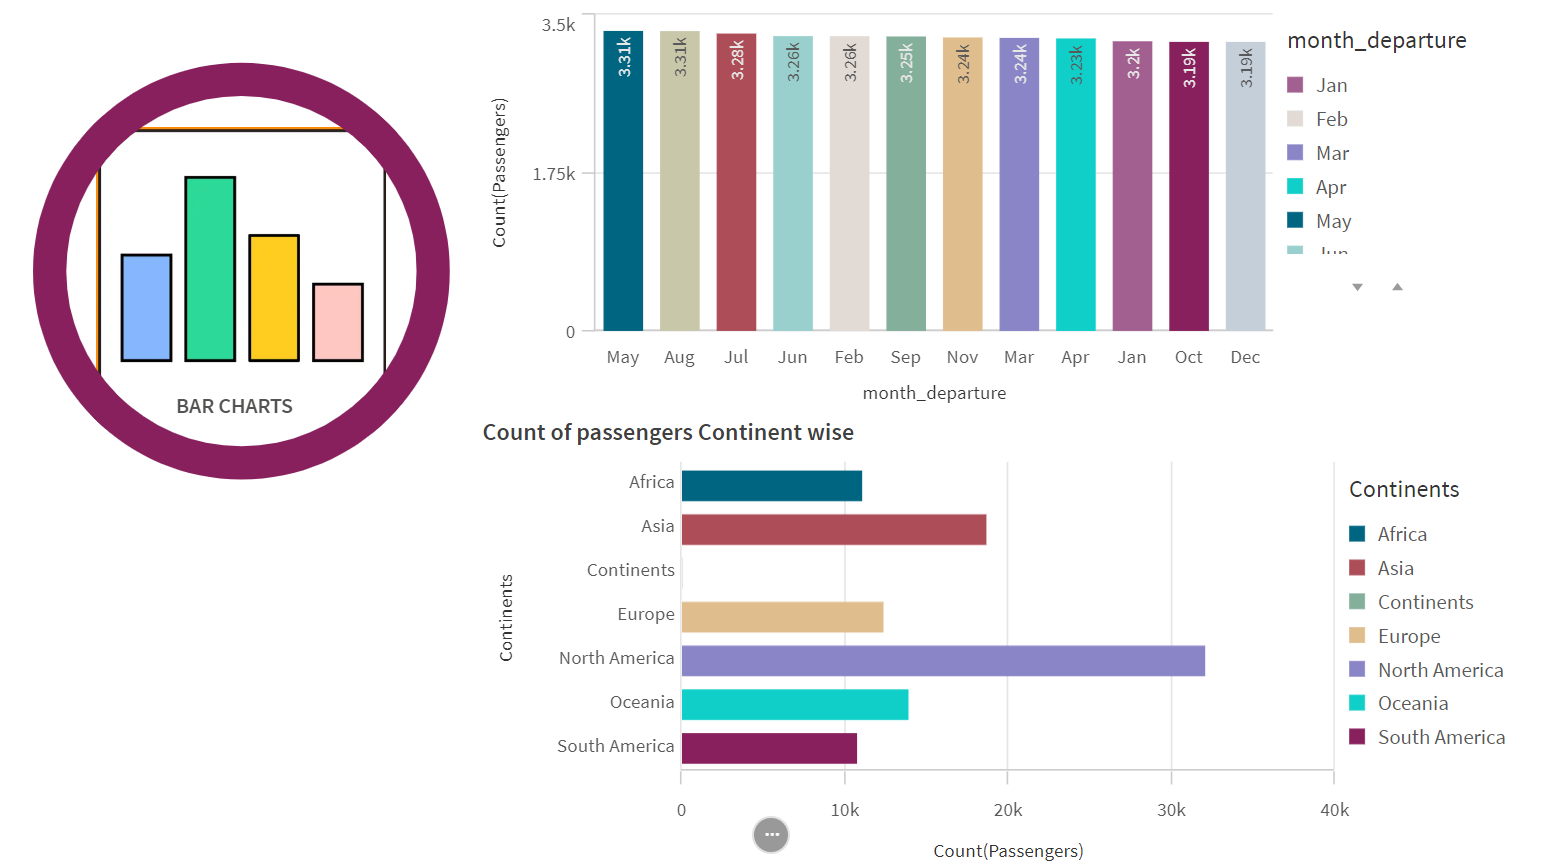 BAR CHARTS
3.5k
1.75k
0
Count(Passengers)
3.31k
3.31k
3.28k
3.26k
3.26k
3.25k
3.24k
3.24k
3.23k
3.2k
3.19k
3.19k
May Aug Jul Jun Feb Sep Nov Mar Apr Jan Oct Dec
month_departure
month_departure
Jan
Feb
Mar
Apr
May
Jun
Count of passengers Continent wise
Continents
Africa
Asia
Continents
Europe
North America
Oceania
South America
0 10k 20k 30k 40k
Count(Passengers)
Continents
Africa
Asia
Continents
Europe
North America
Oceania
South America